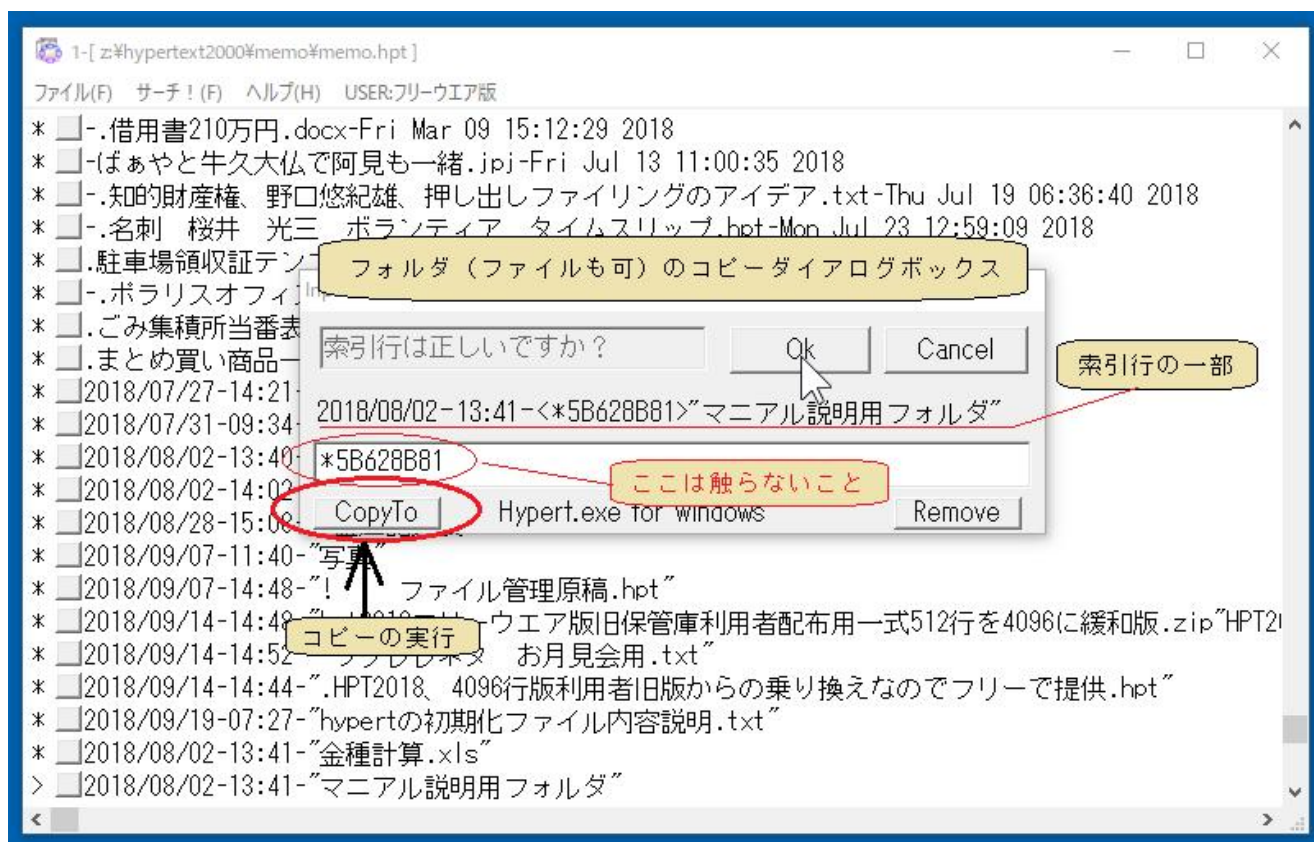 1-[ z:¥hypertext2000¥memo¥memo.hpt ]
ファイル(F) サーチ！(F) ヘルプ(H) USER:フリーウエア版
* -.借用書210万円.docx-Fri Mar 09 15:12:29 2018
* -ばぁやと牛久大仏で阿見も一緒.jpj-Fri Jul 13 11:00:35 2018
* -.知的財産権、野口悠紀雄、押し出しファイリングのアイデア.txt-Thu Jul 19 06:36:40 2018
* -.名刺 桜井 光三 ボランティア タイムスリップ.hpt-Mon Jul 23 12:59:09 2018
* .駐車場領収証テン
フォルダ（ファイルも可）のコピーダイアログボックス
* -.ポラリスオフィ
* .ごみ集積所当番表
索引行は正しいですか？ Ok Cancel
* .まとめ買い商品一
索引行の一部
* 2018/07/27-14:21-
2018/08/02-13:41-<*5B628B81>"マニアル説明用フォルダ"
* 2018/07/31-09:34-
* 2018/08/02-13:40-
*5B628B81
ここは触らないこと
* 2018/08/02-14:02-
CopyTo Hypert.exe for windows Remove
* 2018/08/28-15:08-
* 2018/09/07-11:40-"写真"
* 2018/09/07-14:48-"! ファイル管理原稿.hpt"
* 2018/09/14-14:48-
ウエア版旧保管庫利用者配布用一式512行を4096に緩和版.zip"HPT2
コピーの実行
* 2018/09/14-14:52-
お月見会用.txt"
* 2018/09/14-14:44-".HPT2018、4096行版利用者旧版からの乗り換えなのでフリーで提供.hpt"
* 2018/09/19-07:27-"hypertの初期化ファイル内容説明.txt"
* 2018/08/02-13:41-"金種計算.xls"
> 2018/08/02-13:41-"マニアル説明用フォルダ"